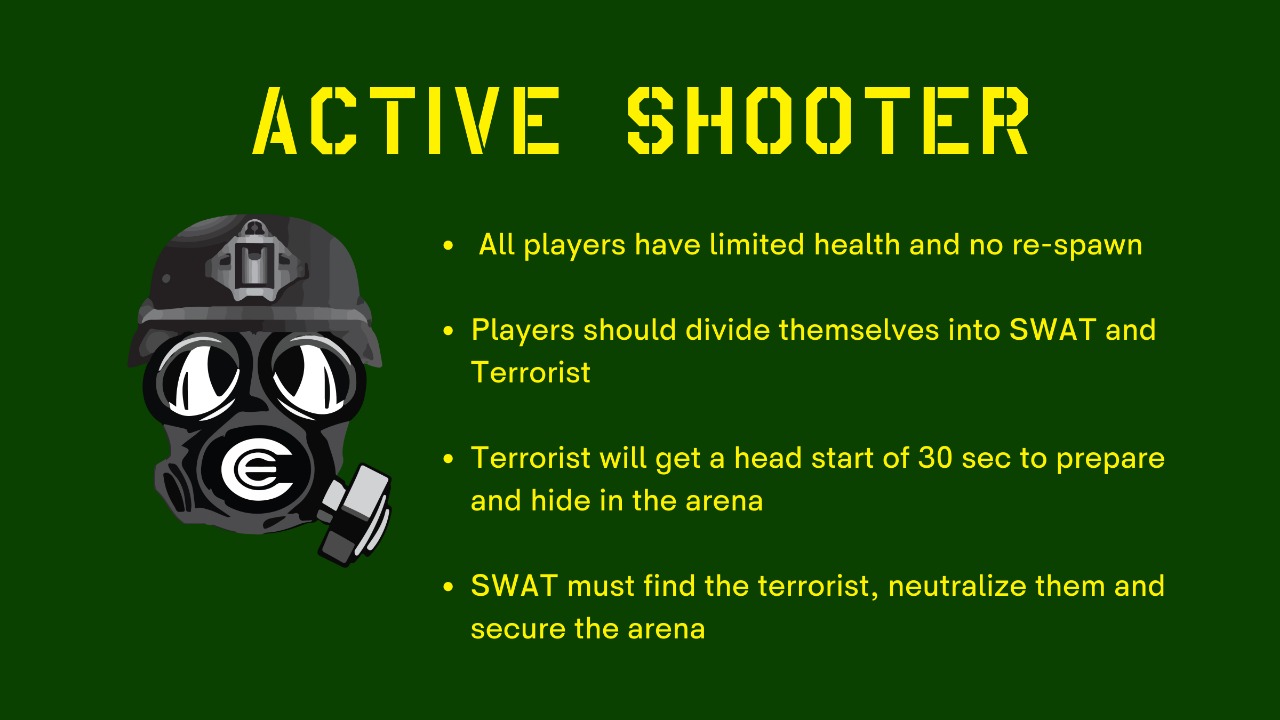 ACTIVE SHOOTER
• All players have limited health and no re-spawn
• Players should divide themselves into SWAT and
Terrorist
• Terrorist will get a head start of 30 sec to prepare
and hide in the arena
• SWAT must find the terrorist, neutralize them and
secure the arena